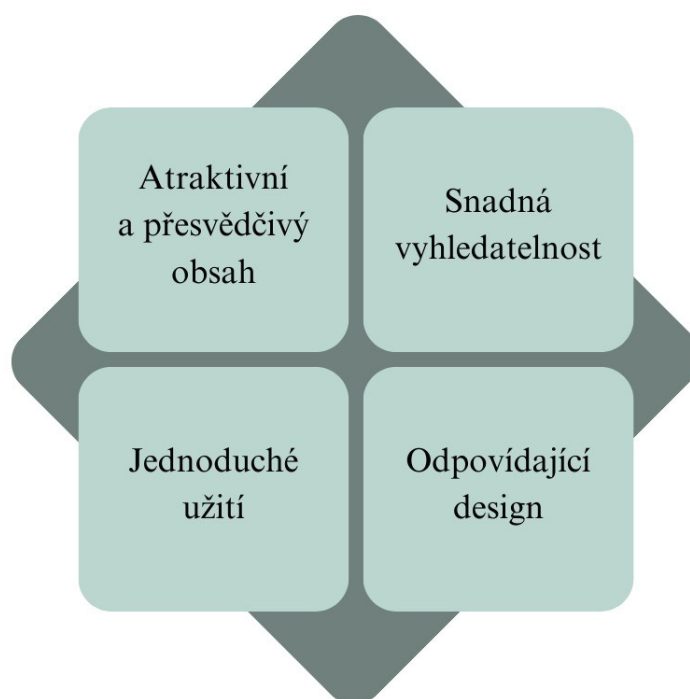 Atraktivní
a přesvědčivý
obsah
Snadná
vyhledatelnost
Jednoduché
užití
Odpovídající
design